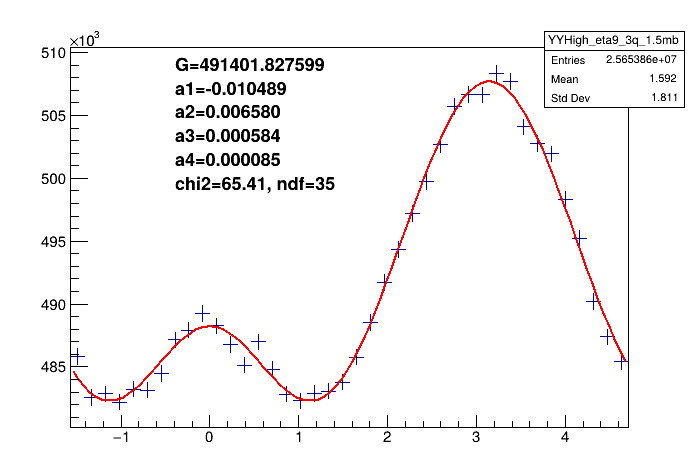 ×10³
YYHigh_eta9_3q_1.5mb
Entries 2.565386e+07
Mean 1.592
Std Dev 1.811
G=491401.827599
a1=-0.010489
a2=0.006580
a3=0.000584
a4=0.000085
chi2=65.41, ndf=35
510
505
500
495
490
485
−1 0 1 2 3 4